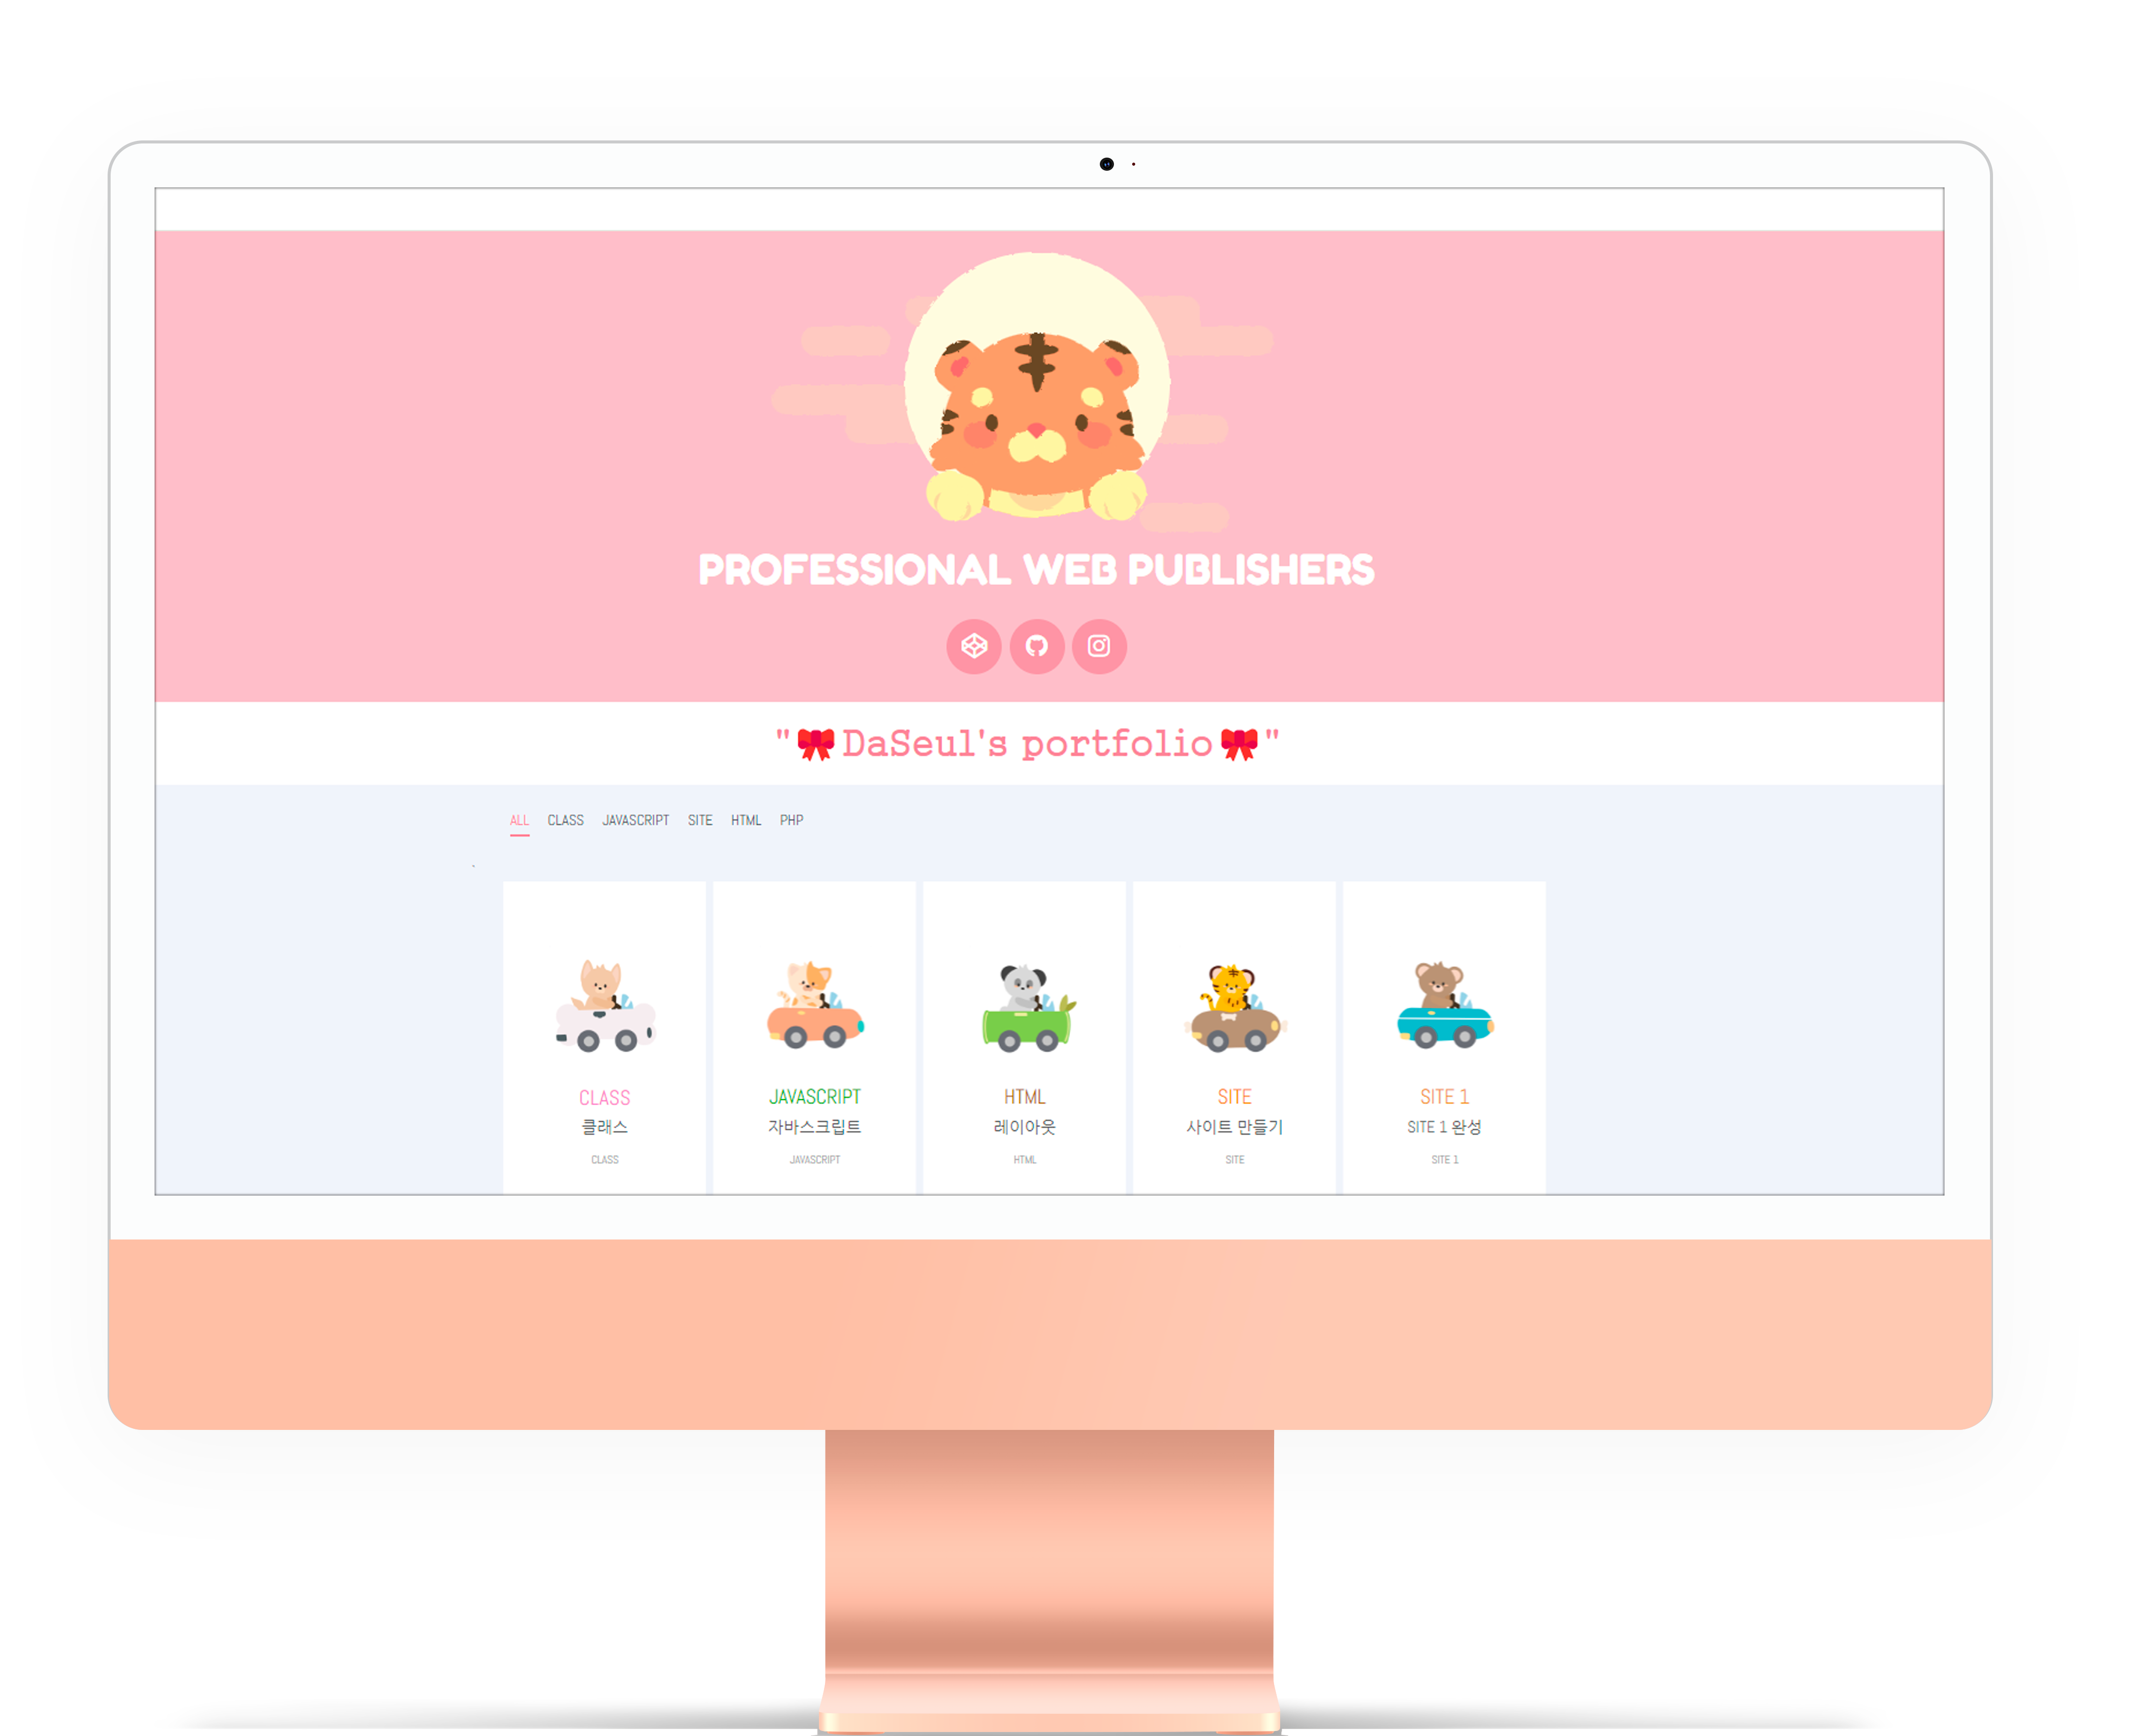 PROFESSIONAL WEB PUBLISHERS
"🎀DaSeul's portfolio🎀"
ALL CLASS JAVASCRIPT SITE HTML PHP
CLASS
클래스
CLASS
JAVASCRIPT
자바스크립트
JAVASCRIPT
HTML
레이아웃
HTML
SITE
사이트 만들기
SITE
SITE 1
SITE 1 완성
SITE 1